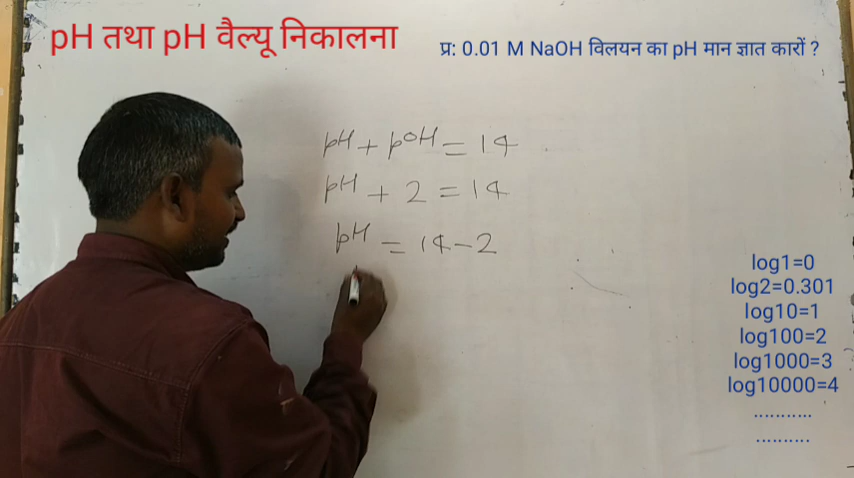 pH तथा pH वैल्यू निकालना
प्र: 0.01 M NaOH विलयन का pH मान ज्ञात कारों ?
pH + pOH = 14
pH + 2 = 14
pH = 14 - 2
log1=0
log2=0.301
log10=1
log100=2
log1000=3
log10000=4
...........
..........